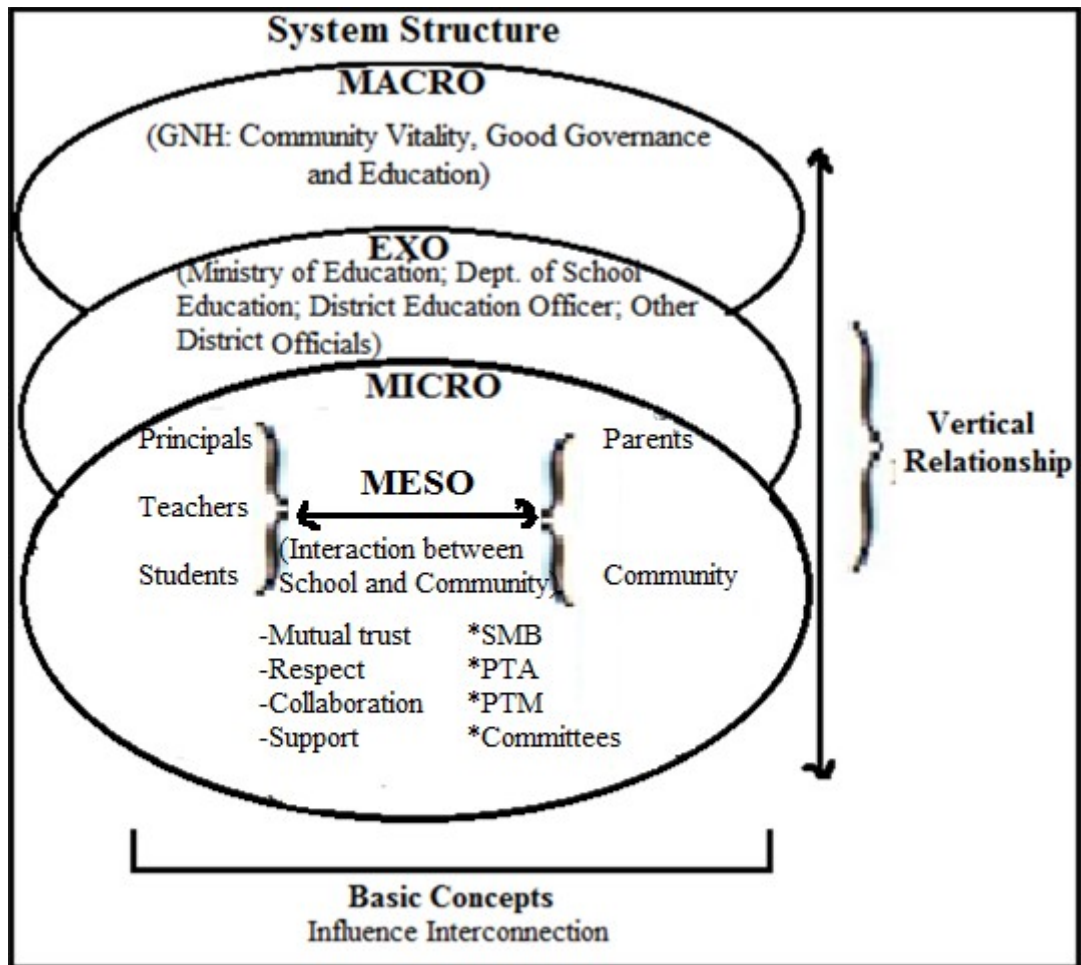 System Structure
MACRO
(GNH: Community Vitality, Good Governance
and Education)
EXO
(Ministry of Education; Dept. of School
Education; District Education Officer; Other
District Officials)
MICRO
Principals
Teachers
Students
MESO
(Interaction between
School and Community)
Parents
Community
-Mutual trust *SMB
-Respect *PTA
-Collaboration *PTM
-Support *Committees
Vertical
Relationship
Basic Concepts
Influence Interconnection